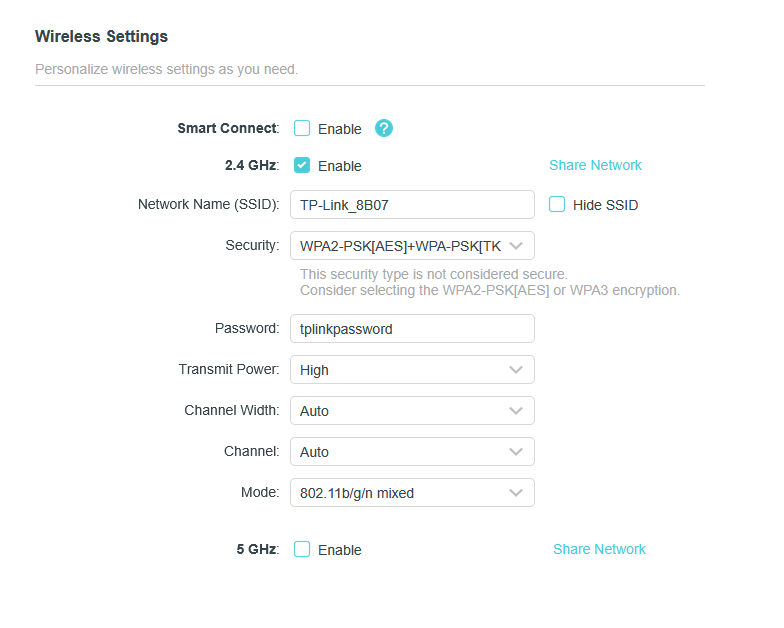 Wireless Settings
Personalize wireless settings as you need.
Smart Connect: Enable ?
2.4 GHz: Enable Share Network
Network Name (SSID): TP-Link_8B07 Hide SSID
Security: WPA2-PSK[AES]+WPA-PSK[TK
This security type is not considered secure.
Consider selecting the WPA2-PSK[AES] or WPA3 encryption.
Password: tplinkpassword
Transmit Power: High
Channel Width: Auto
Channel: Auto
Mode: 802.11b/g/n mixed
5 GHz: Enable Share Network